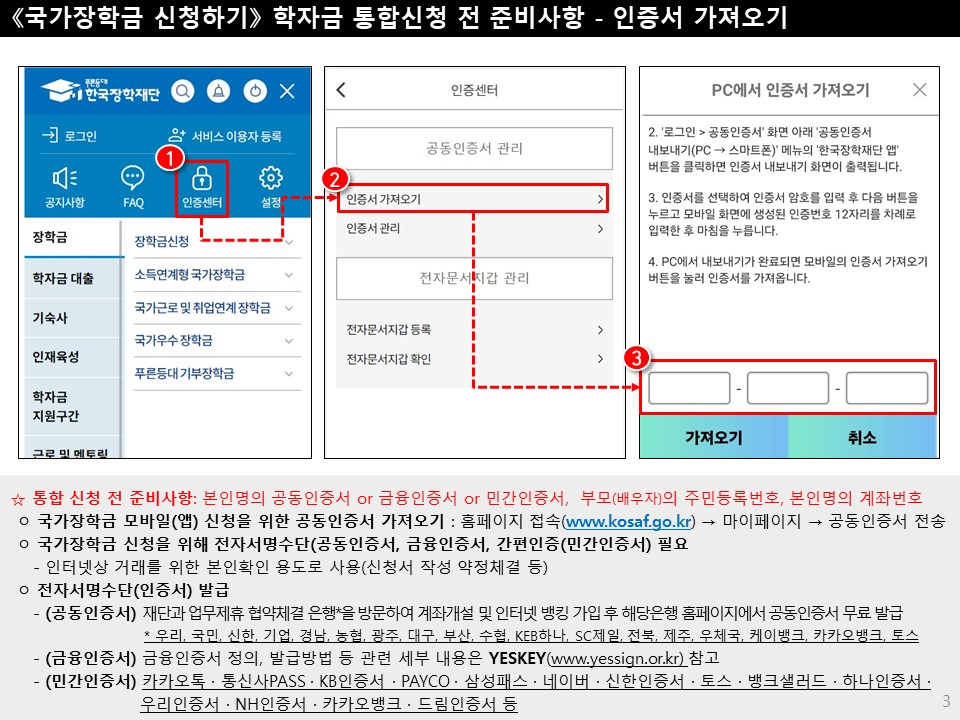 《국가장학금 신청하기》 학자금 통합신청 전 준비사항 - 인증서 가져오기
푸른등대
한국장학재단
로그인
서비스 이용자 등록
1
공지사항
FAQ
인증센터
설정
장학금
학자금 대출
기숙사
인재육성
학자금
지원구간
근로 및 멘토링
장학금신청
소득연계형 국가장학금
국가근로 및 취업연계 장학금
국가우수 장학금
푸른등대 기부장학금
인증센터
공동인증서 관리
2
인증서 가져오기
인증서 관리
전자문서지갑 관리
전자문서지갑 등록
전자문서지갑 확인
PC에서 인증서 가져오기
2. '로그인 > 공동인증서' 화면 아래 '공동인증서
내보내기(PC → 스마트폰)' 메뉴의 '한국장학재단 앱'
버튼을 클릭하면 인증서 내보내기 화면이 출력됩니다.
3. 인증서를 선택하여 인증서 암호를 입력 후 다음 버튼을
누르고 모바일 화면에 생성된 인증번호 12자리를 차례로
입력한 후 마침을 누릅니다.
4. PC에서 내보내기가 완료되면 모바일의 인증서 가져오기
버튼을 눌러 인증서를 가져옵니다.
3
- -
가져오기 취소
☆ 통합 신청 전 준비사항: 본인명의 공동인증서 or 금융인증서 or 민간인증서, 부모(배우자)의 주민등록번호, 본인명의 계좌번호
ㅇ 국가장학금 모바일(앱) 신청을 위한 공동인증서 가져오기 : 홈페이지 접속(www.kosaf.go.kr) → 마이페이지 → 공동인증서 전송
ㅇ 국가장학금 신청을 위해 전자서명수단(공동인증서, 금융인증서, 간편인증(민간인증서) 필요
- 인터넷상 거래를 위한 본인확인 용도로 사용(신청서 작성 약정체결 등)
ㅇ 전자서명수단(인증서) 발급
- (공동인증서) 재단과 업무제휴 협약체결 은행*을 방문하여 계좌개설 및 인터넷 뱅킹 가입 후 해당은행 홈페이지에서 공동인증서 무료 발급
* 우리, 국민, 신한, 기업, 경남, 농협, 광주, 대구, 부산, 수협, KEB하나, SC제일, 전북, 제주, 우체국, 케이뱅크, 카카오뱅크, 토스
- (금융인증서) 금융인증서 정의, 발급방법 등 관련 세부 내용은 YESKEY(www.yessign.or.kr) 참고
- (민간인증서) 카카오톡 · 통신사PASS · KB인증서 · PAYCO · 삼성패스 · 네이버 · 신한인증서 · 토스 · 뱅크샐러드 · 하나인증서 ·
우리인증서 · NH인증서 · 카카오뱅크 · 드림인증서 등
3